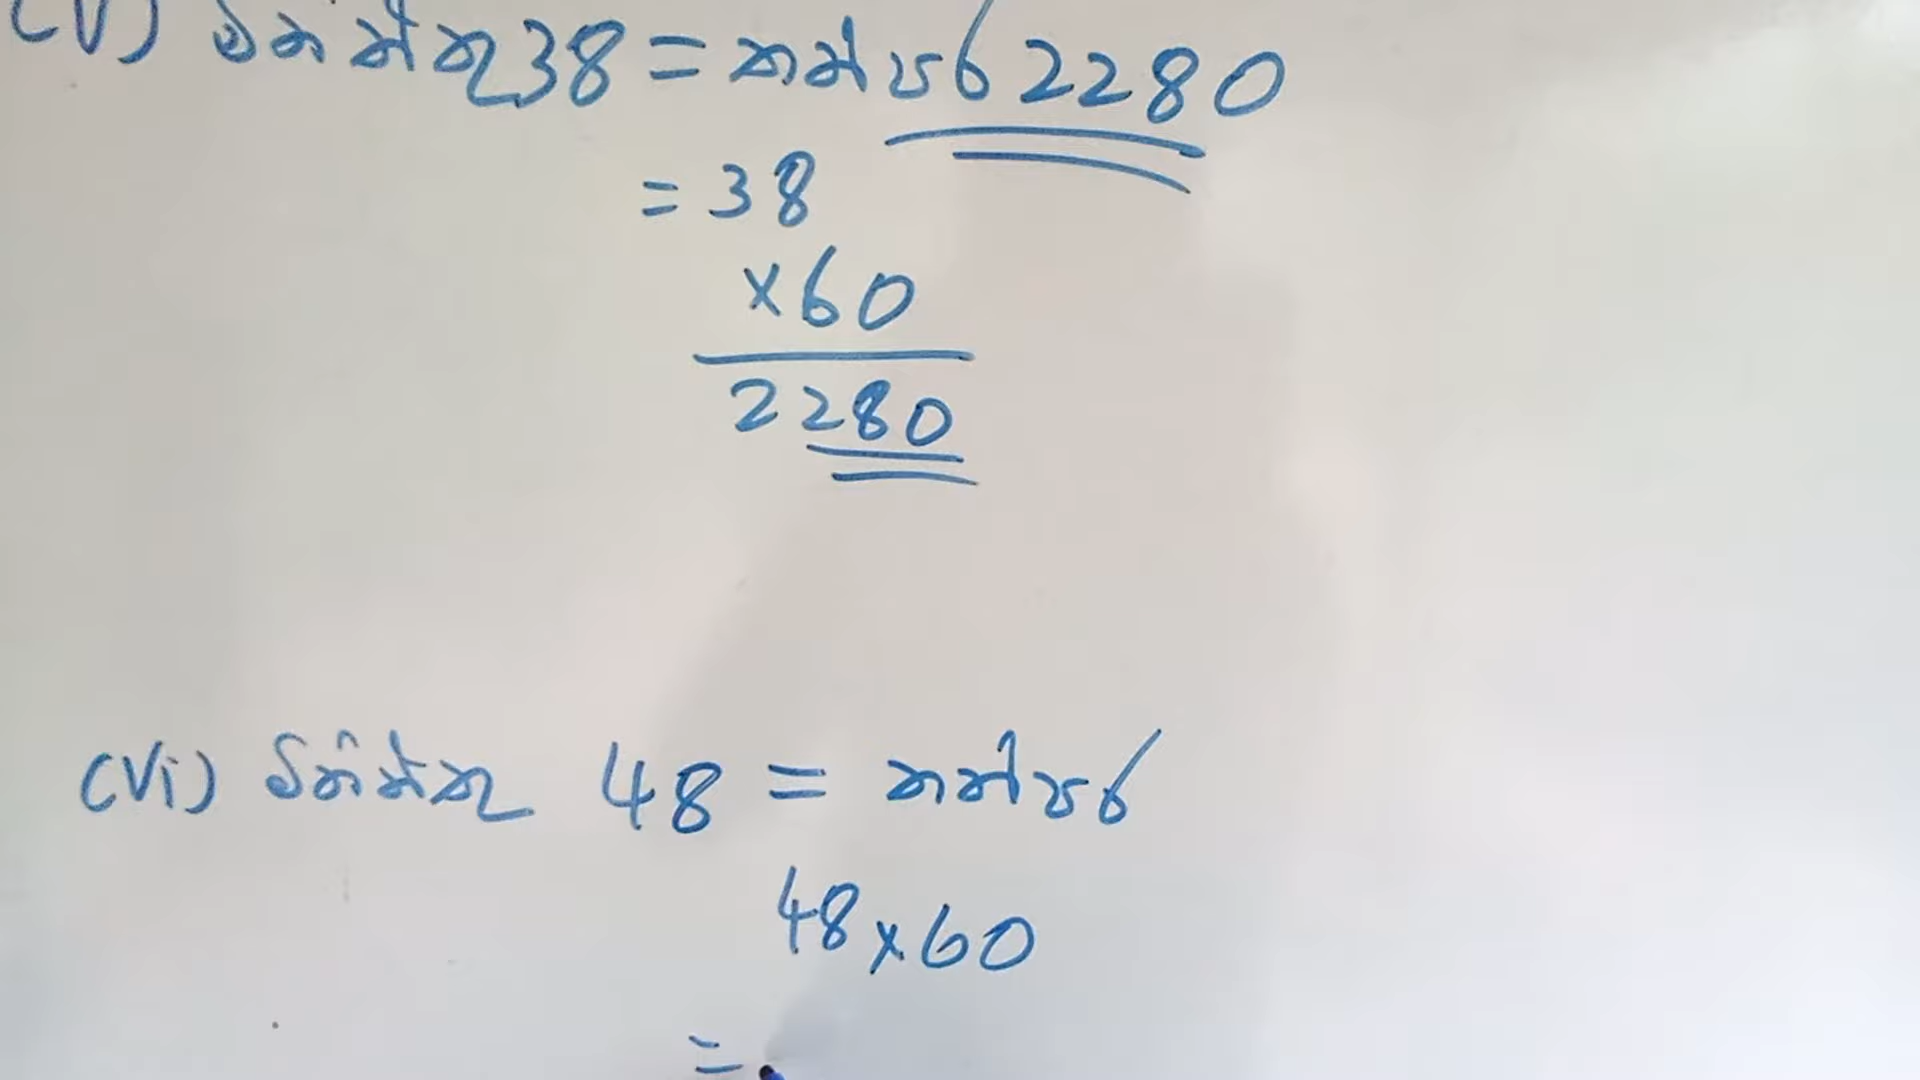 (V) මිනිත්තු 38 = තත්පර 2280
= 38
× 60
2280
(Vi) මිනිත්තු 48 = තත්පර
48 × 60
=